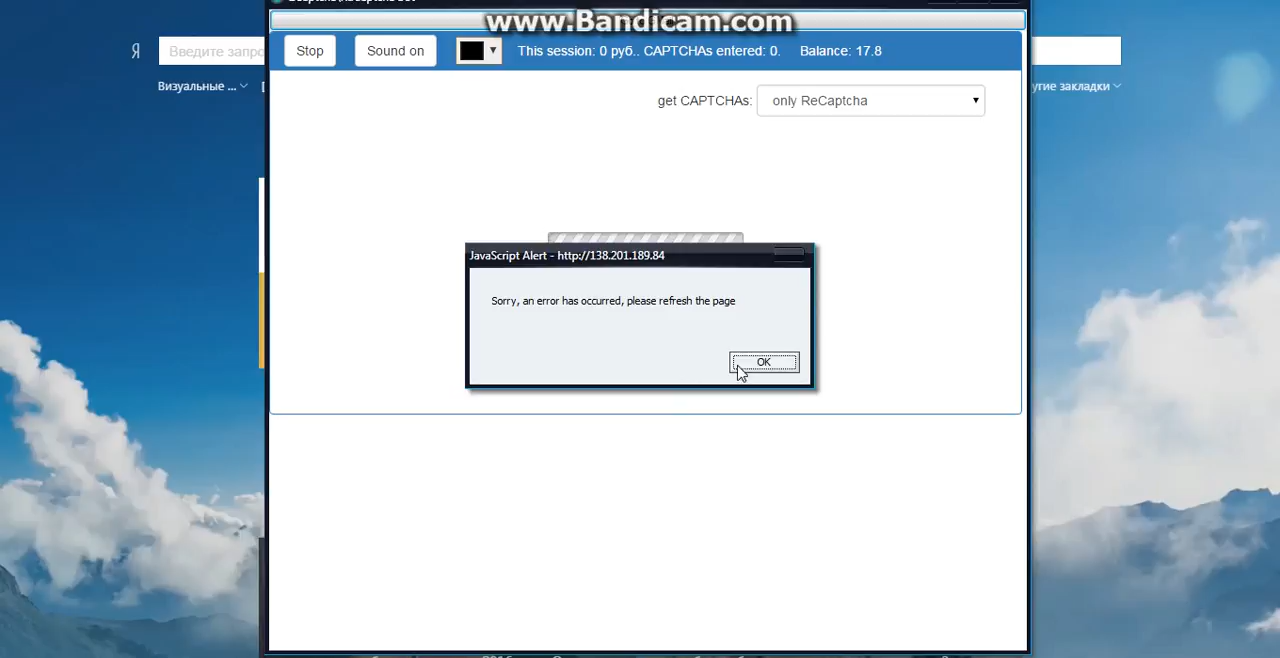 www.Bandicam.com
Я
Введите запро
Stop
Sound on
This session: 0 руб.. CAPTCHAs entered: 0.
Balance: 17.8
Визуальные ...
угие закладки
get CAPTCHAs:
only ReCaptcha
JavaScript Alert - http://138.201.189.84
Sorry, an error has occurred, please refresh the page
OK